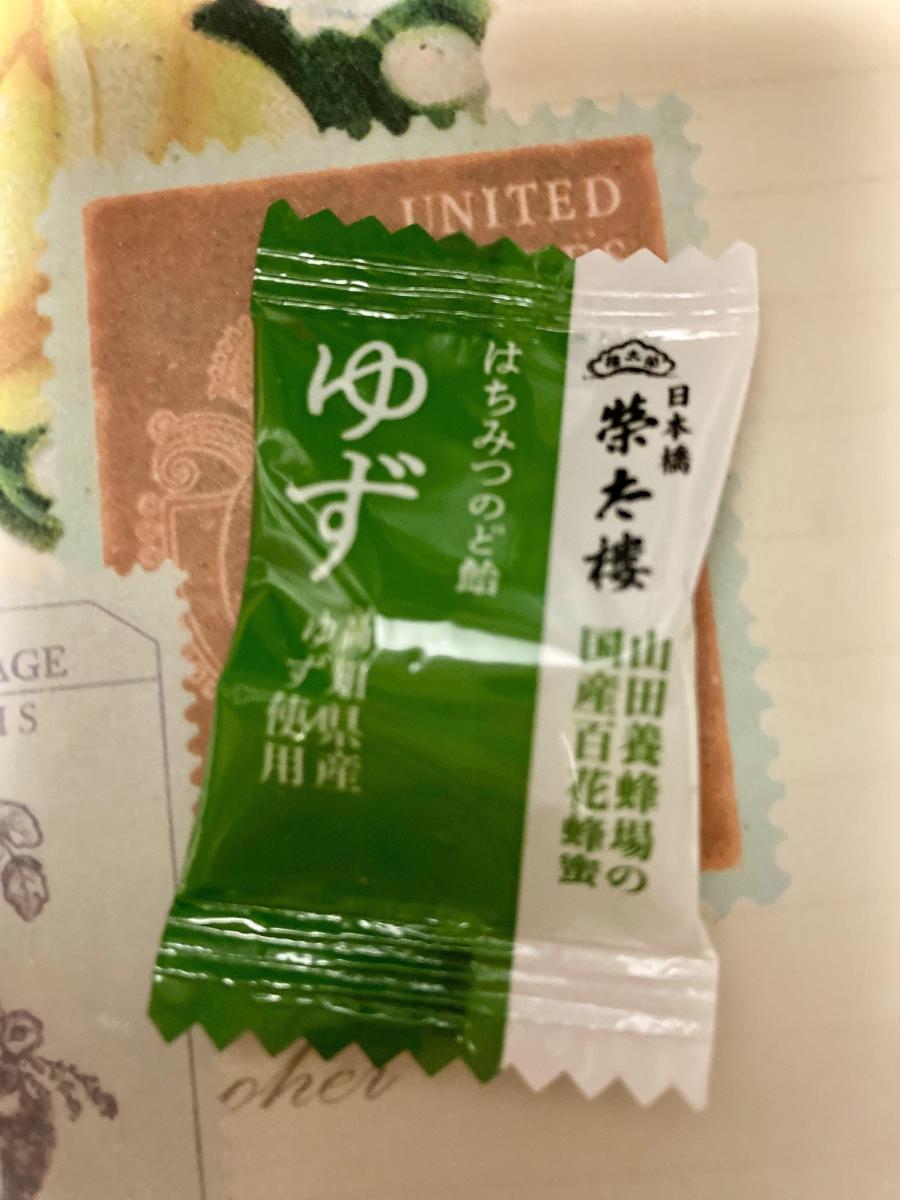 UNITED
榮太樓
日本橋
榮太樓
山田養蜂場の
国産百花蜂蜜
はちみつのど飴
ゆず
高知県産
ゆず使用
AGE